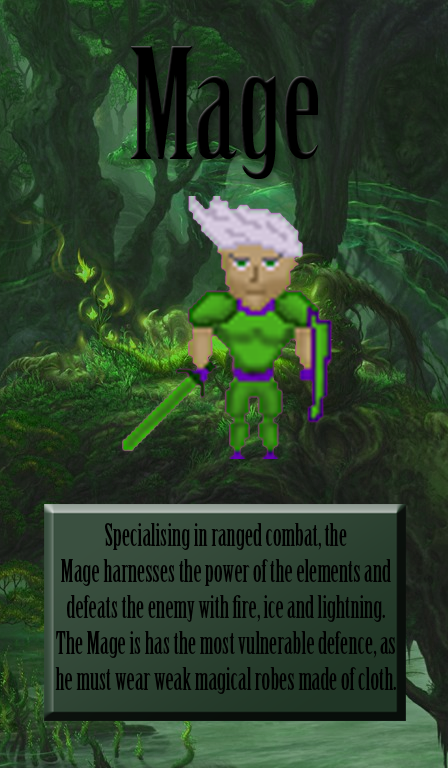 Mage
Specialising in ranged combat, the
Mage harnesses the power of the elements and
defeats the enemy with fire, ice and lightning.
The Mage is has the most vulnerable defence, as
he must wear weak magical robes made of cloth.